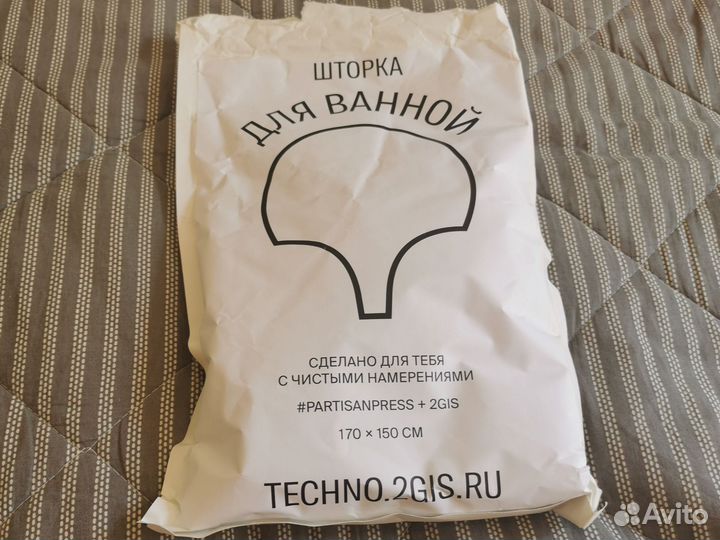 ШТОРКА
ДЛЯ ВАННОЙ
СДЕЛАНО ДЛЯ ТЕБЯ
С ЧИСТЫМИ НАМЕРЕНИЯМИ
#PARTISANPRESS + 2GIS
170 × 150 СМ
TECHNO.2GIS.RU
Avito